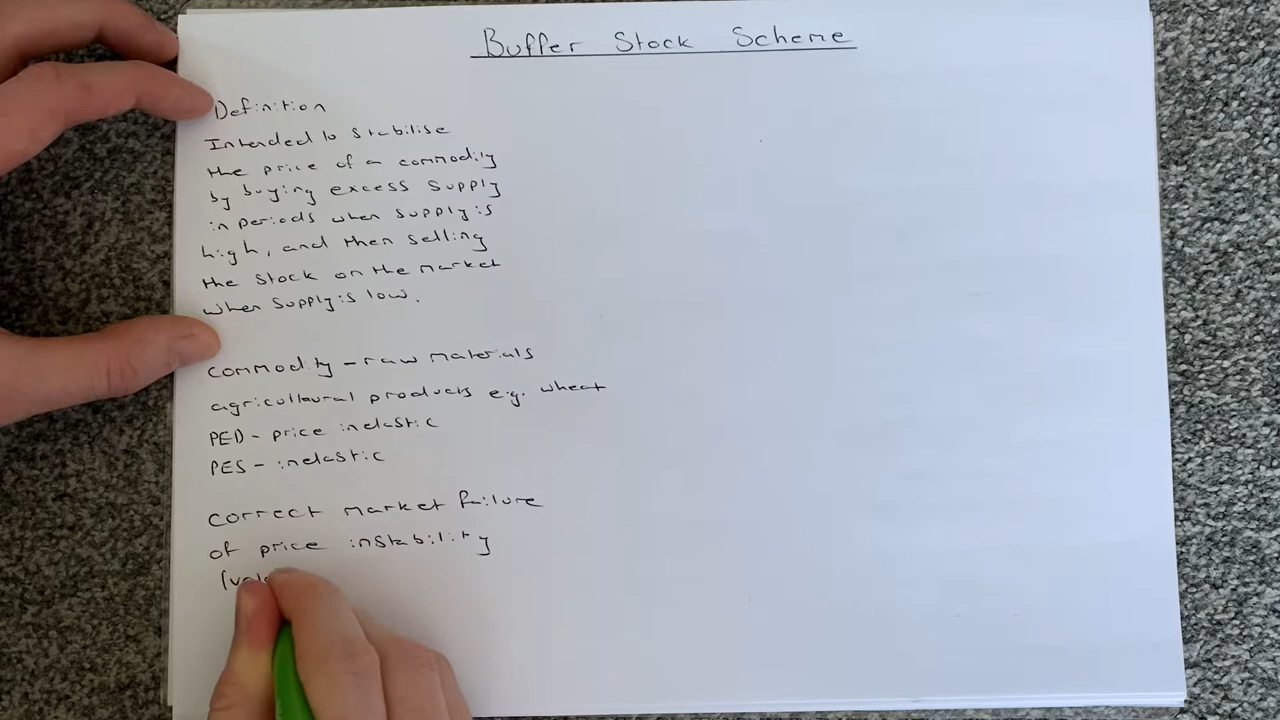 Buffer Stock Scheme
Definition
Intended to stabilise
the price of a commodity
by buying excess supply
in periods when supply is
high, and then selling
the stock on the market
when supply is low.
commodity - raw materials
agricultural products e.g. wheat
PED - price inelastic
PES - inelastic
correct market failure
of price instability